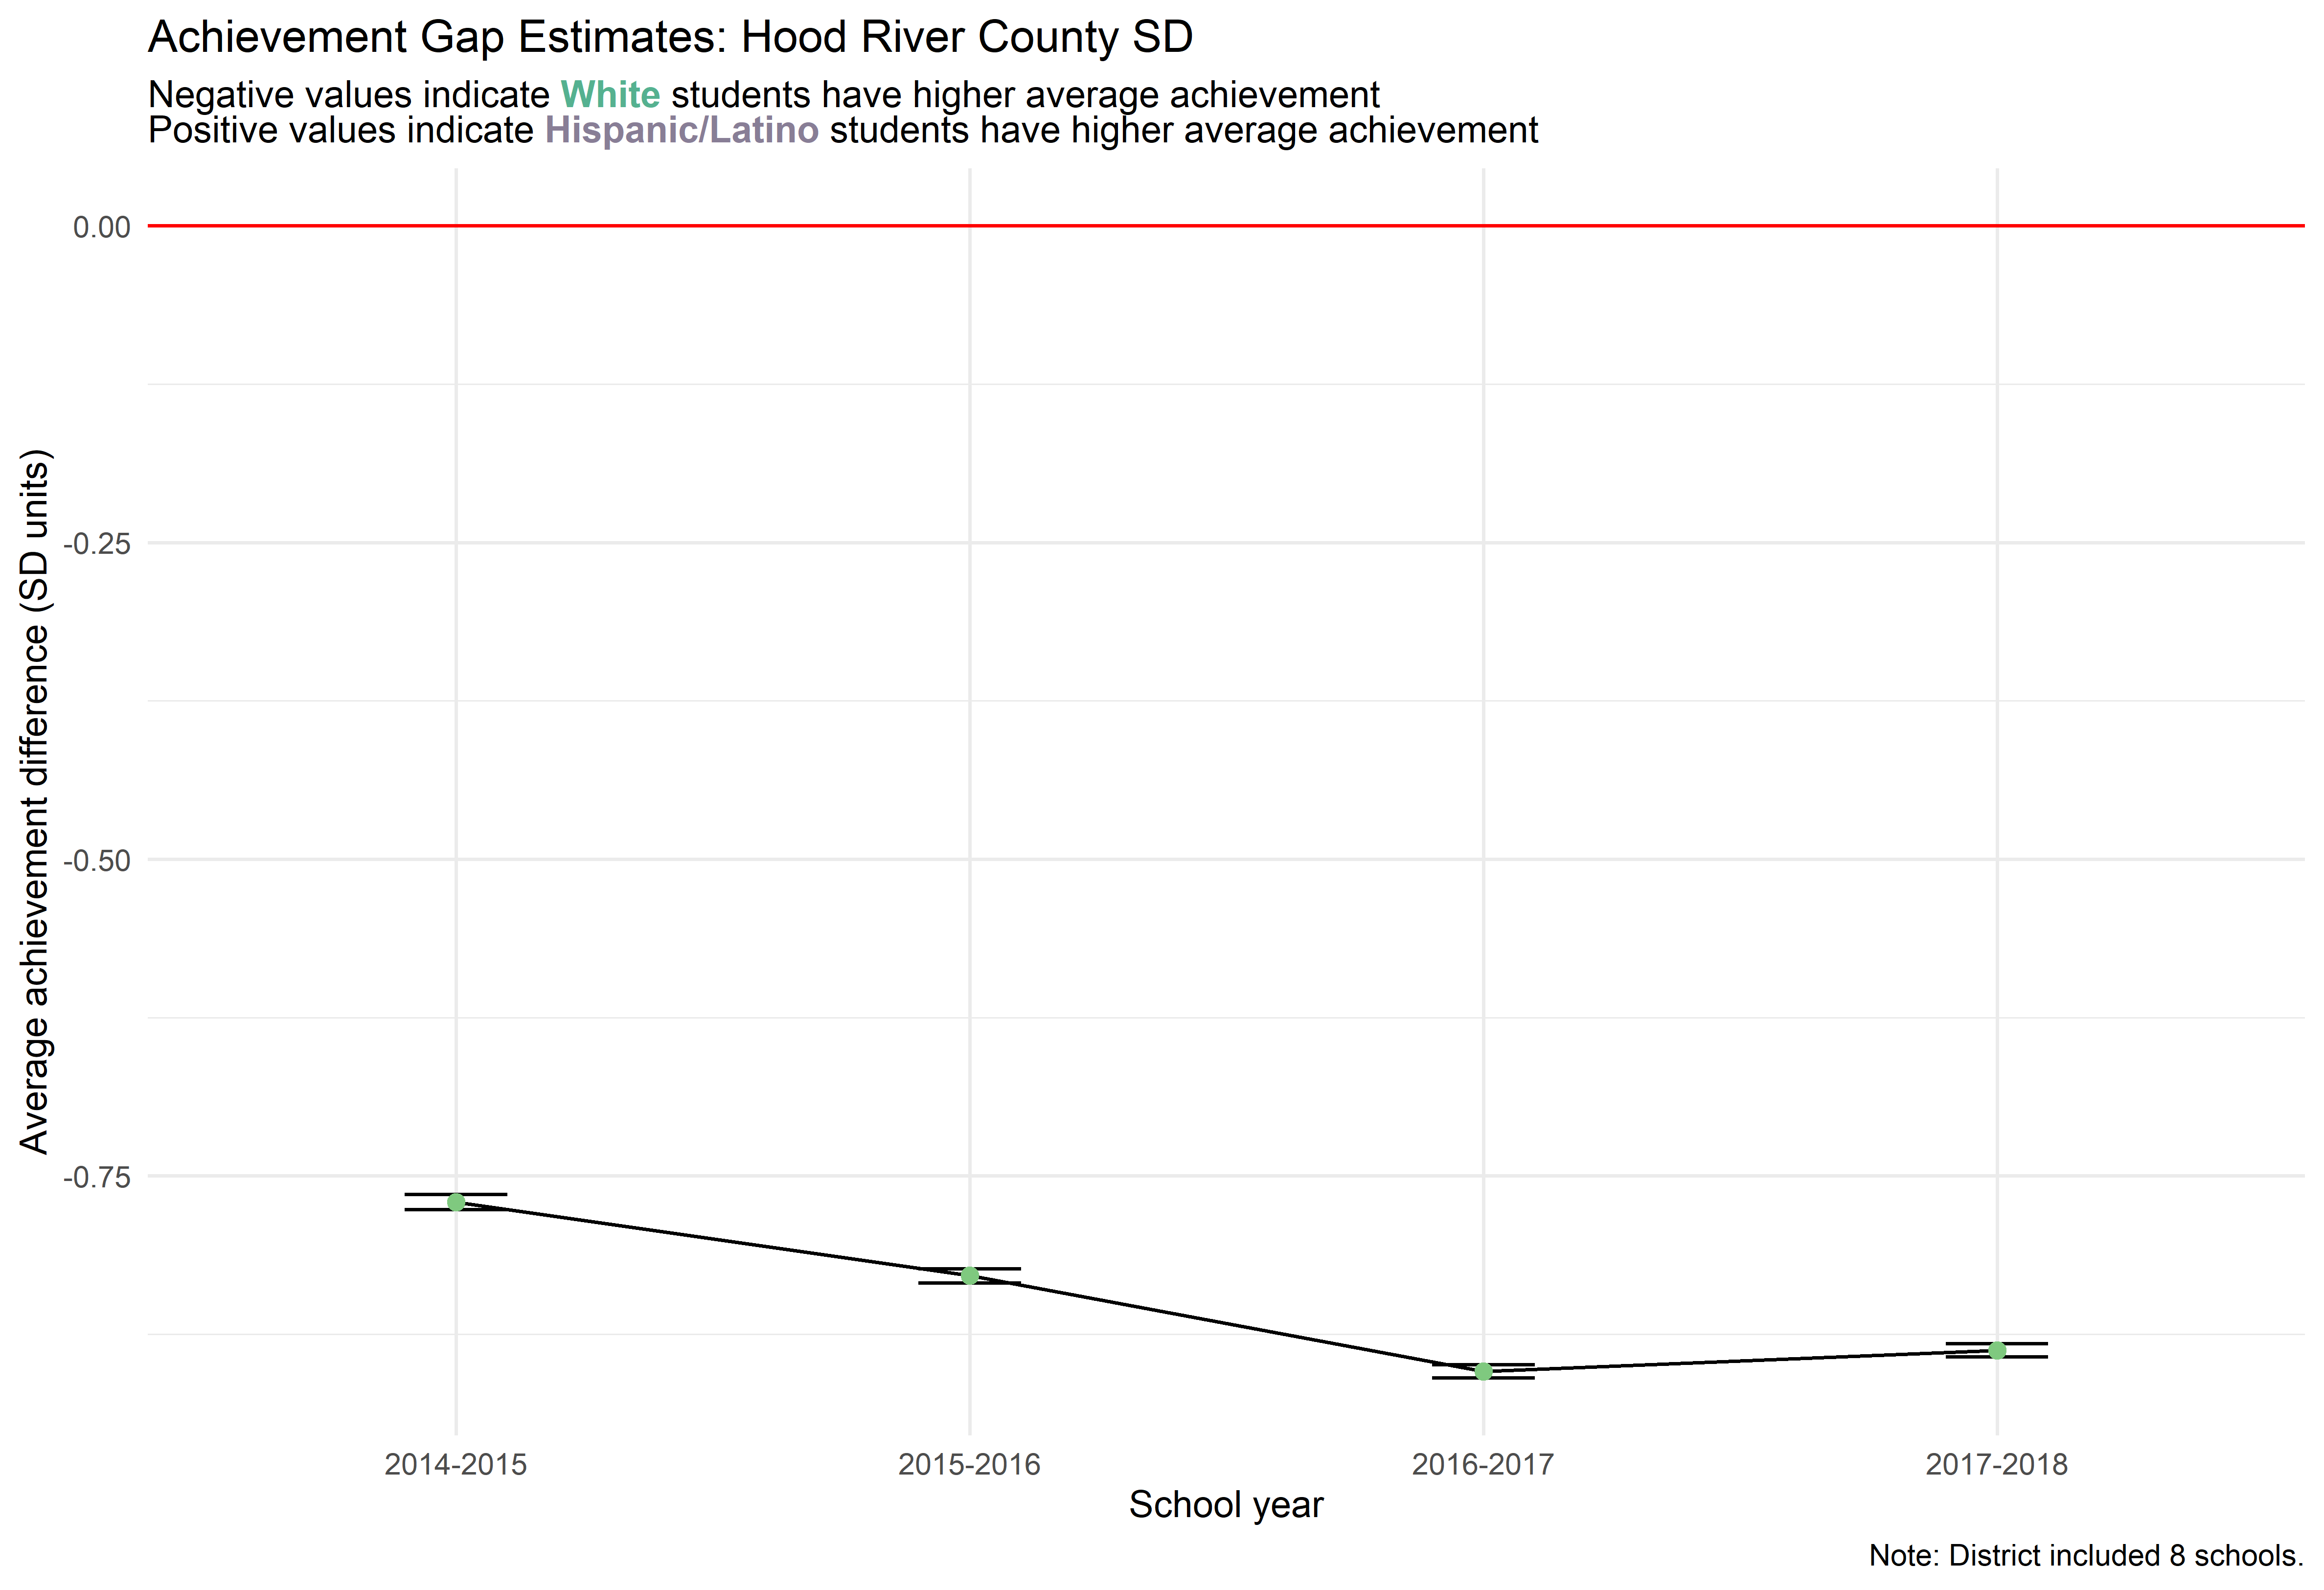 Achievement Gap Estimates: Hood River County SD
Negative values indicate White students have higher average achievement
Positive values indicate Hispanic/Latino students have higher average achievement
Average achievement difference (SD units)
0.00
-0.25
-0.50
-0.75
2014-2015
2015-2016
2016-2017
2017-2018
School year
Note: District included 8 schools.